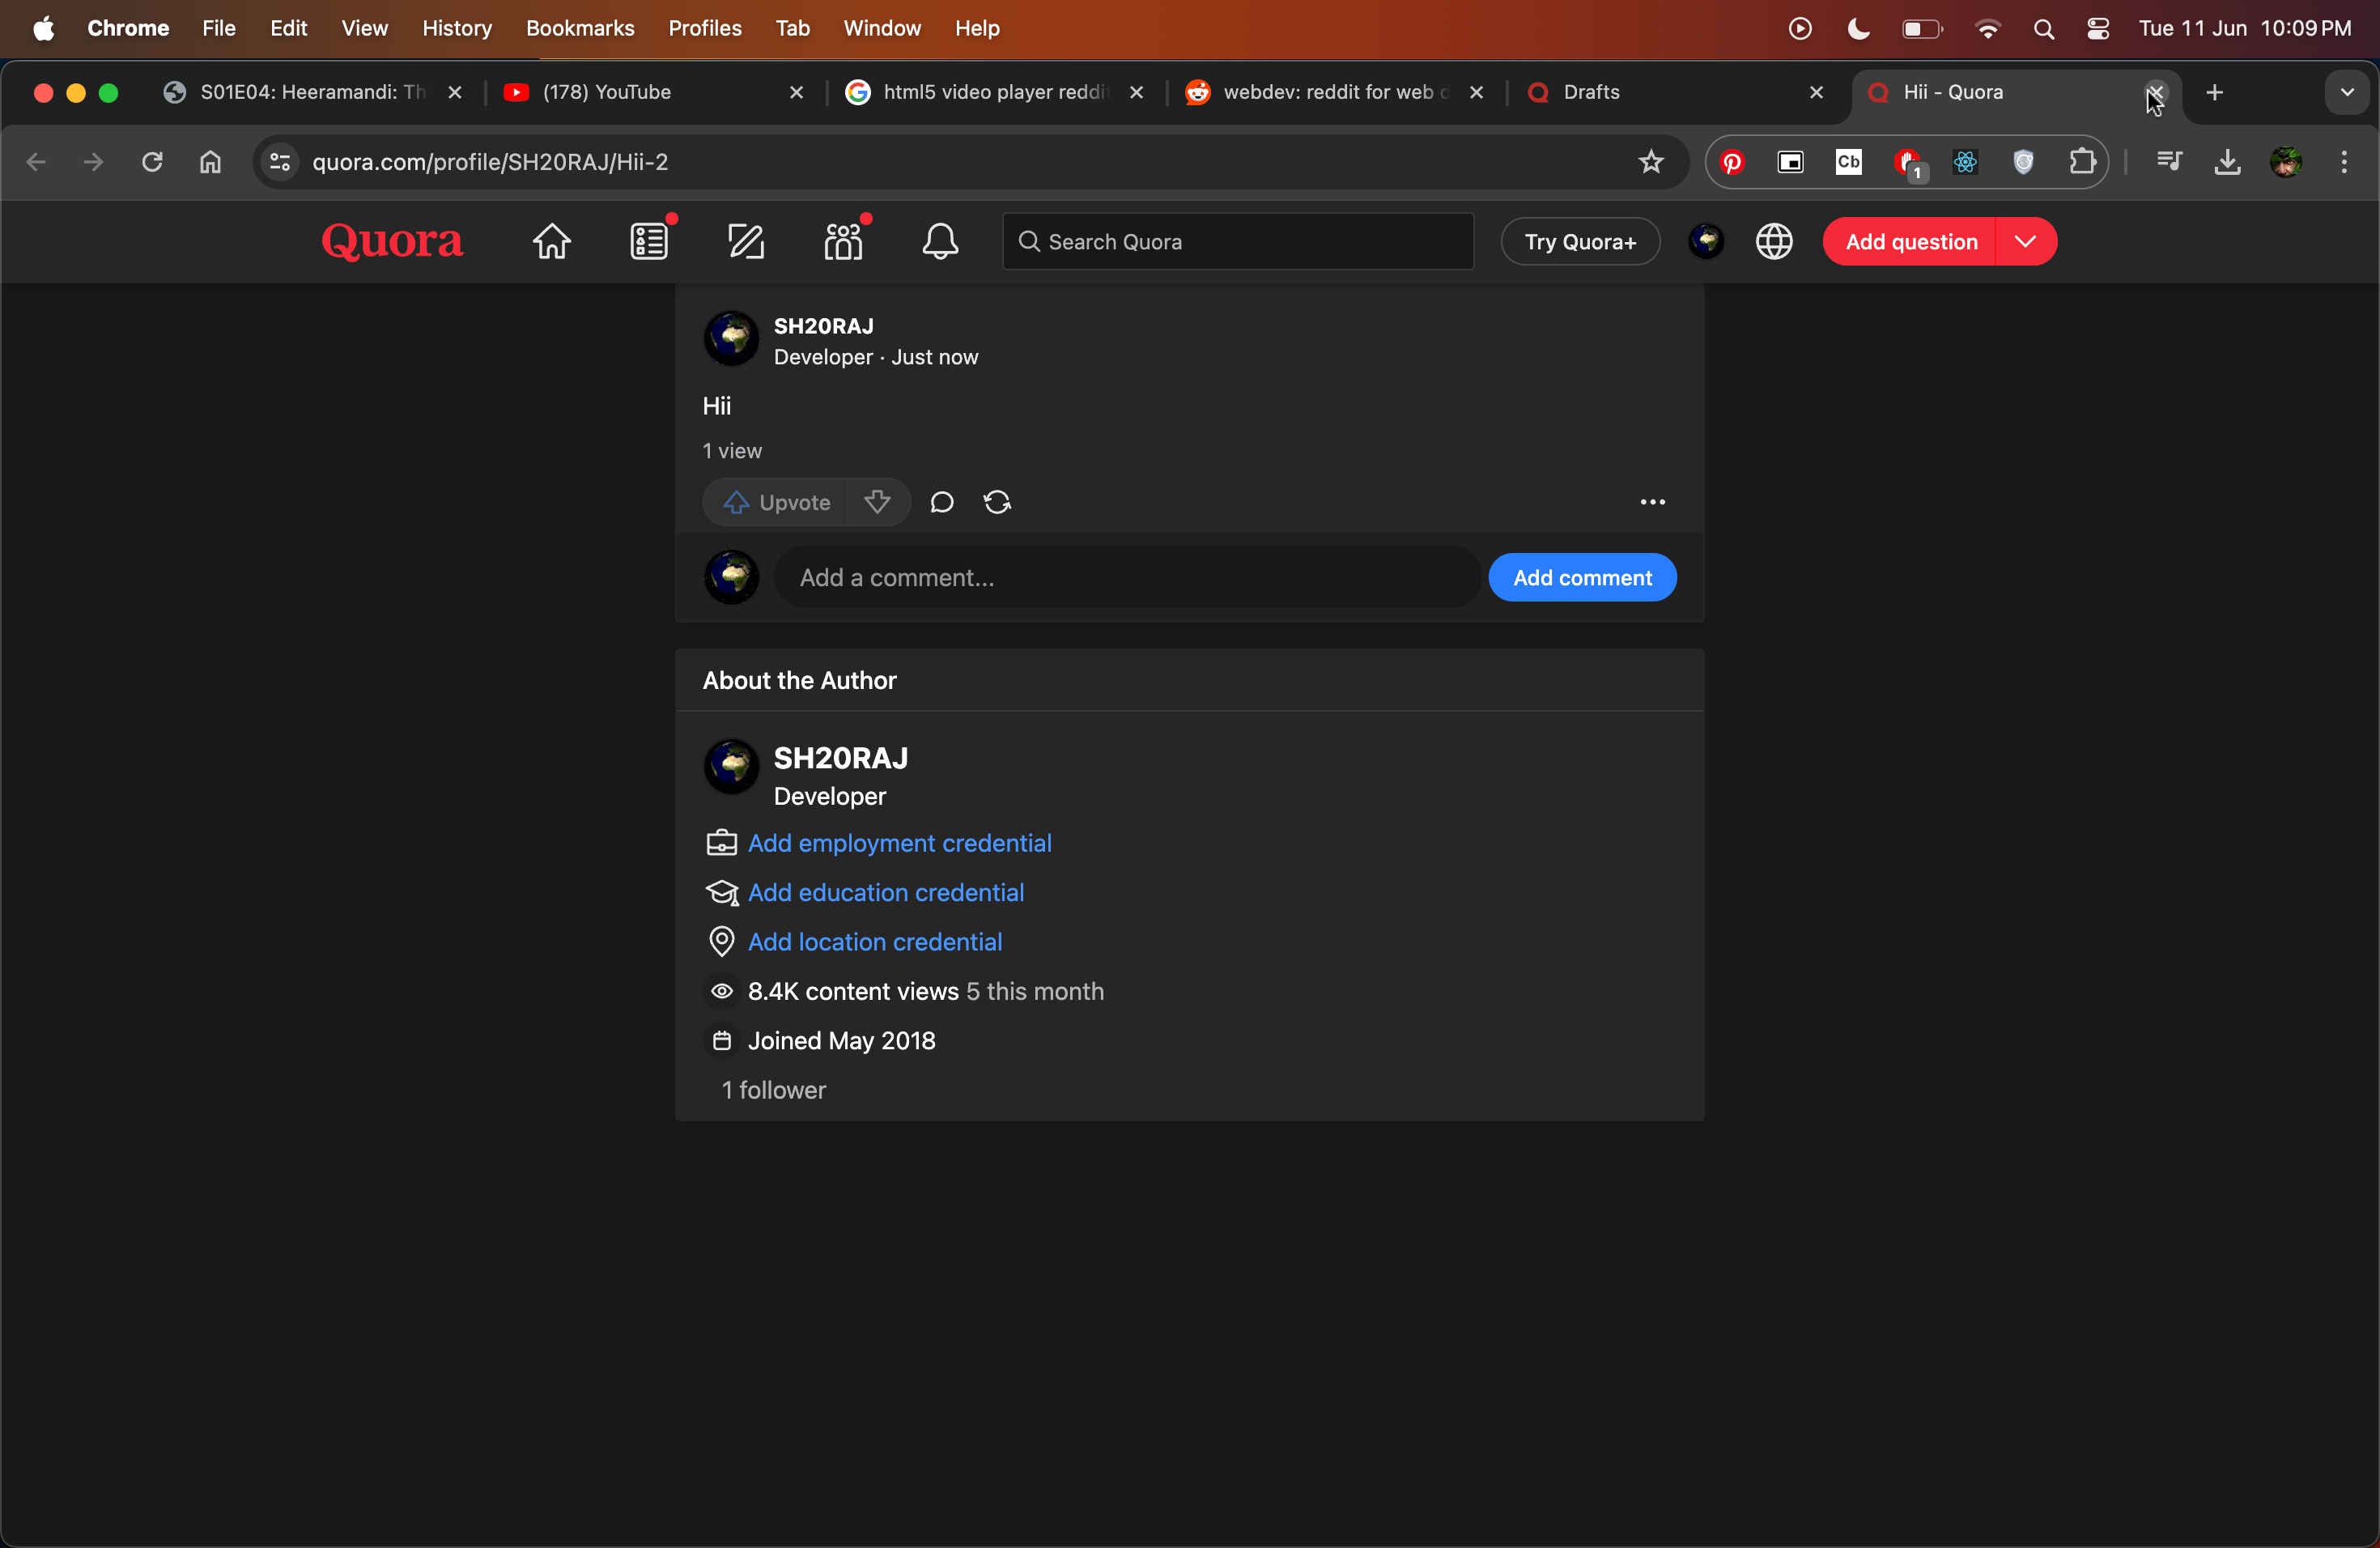 Chrome File Edit View History Bookmarks Profiles Tab Window Help Tue 11 Jun 10:09 PM
S01E04: Heeramandi: Th (178) YouTube html5 video player reddit webdev: reddit for web d Drafts Hii - Quora
quora.com/profile/SH20RAJ/Hii-2 Cb 1
Quora Search Quora Try Quora+ Add question
SH20RAJ
Developer · Just now
Hii
1 view
Upvote
Add a comment... Add comment
About the Author
SH20RAJ
Developer
Add employment credential
Add education credential
Add location credential
8.4K content views 5 this month
Joined May 2018
1 follower